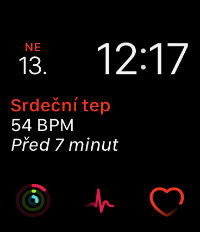 NE
13.
12:17
Srdeční tep
54 BPM
Před 7 minut